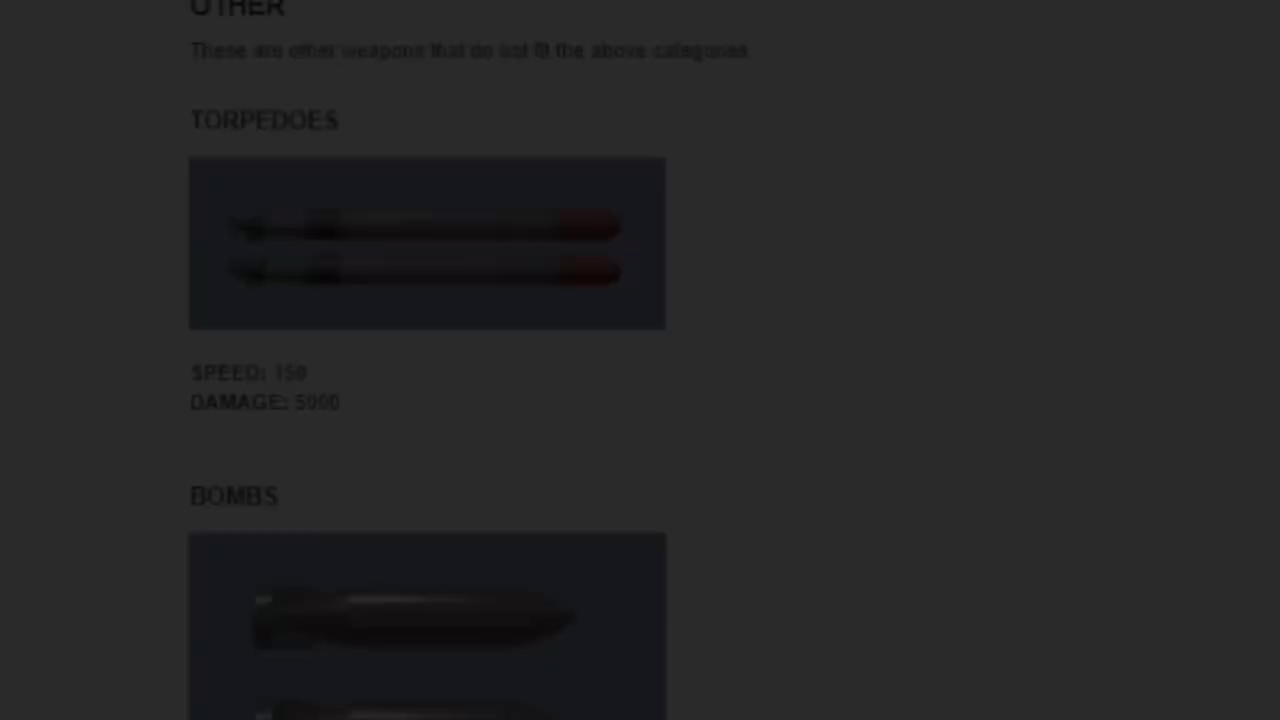 OTHER
These are other weapons that do not fit the above categories
TORPEDOES
SPEED: 150
DAMAGE: 5000
BOMBS